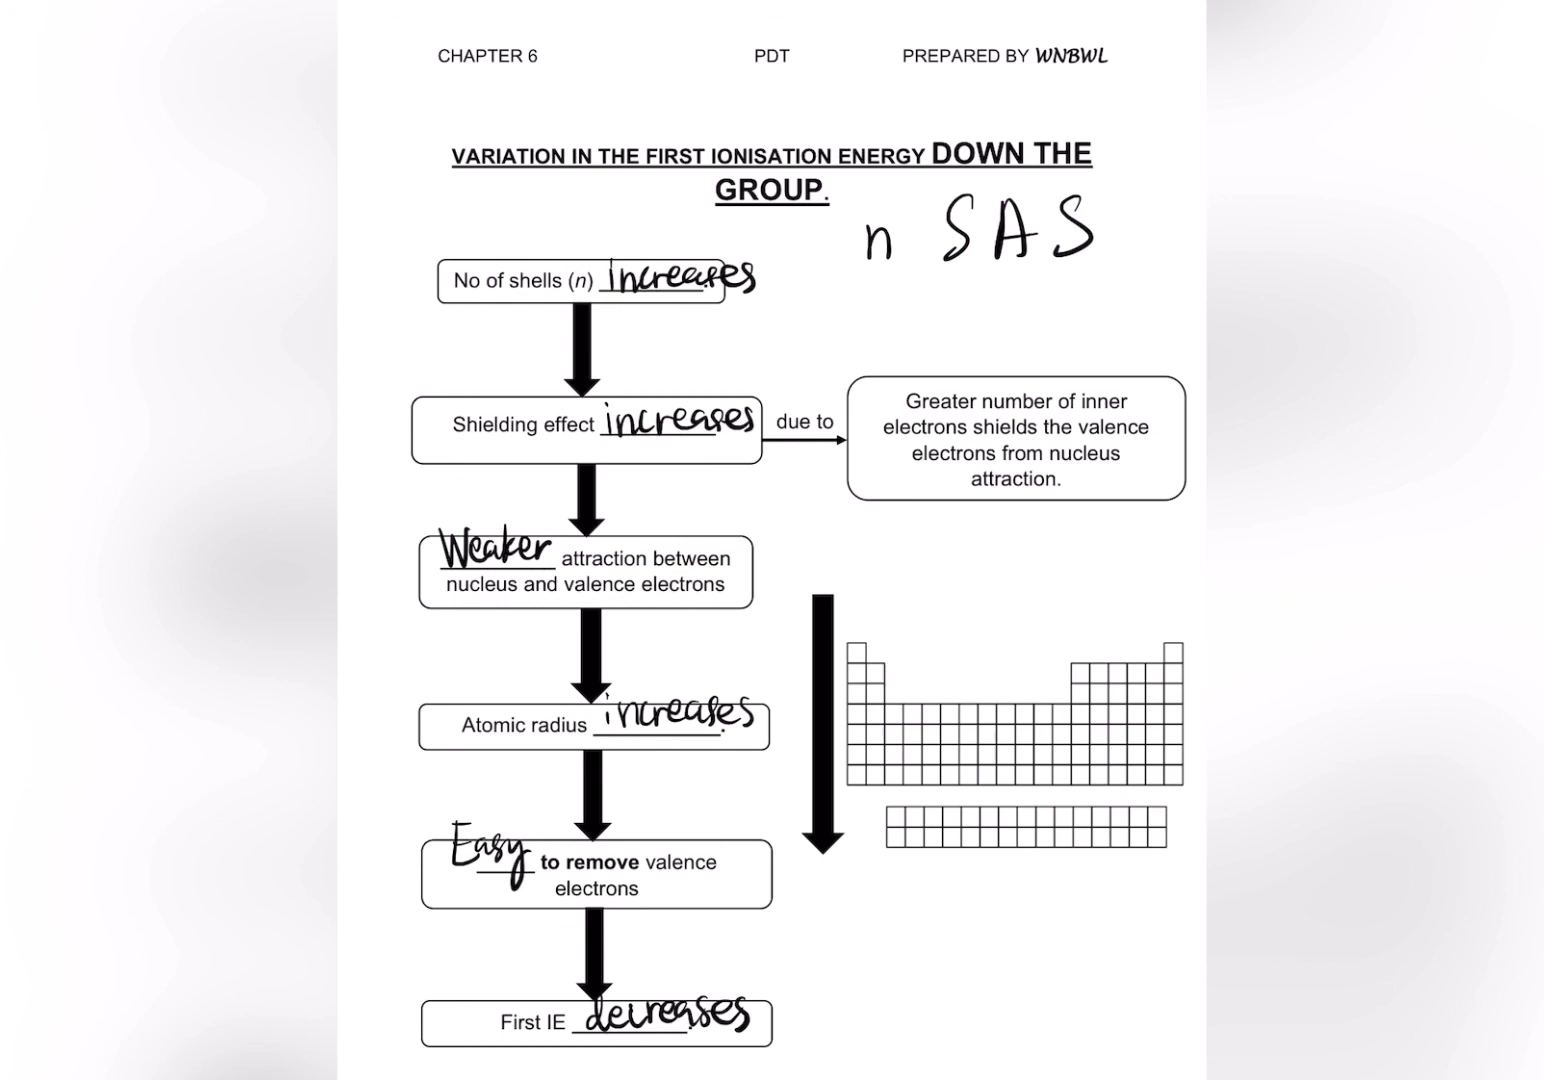 CHAPTER 6 PDT PREPARED BY WNBWL
VARIATION IN THE FIRST IONISATION ENERGY DOWN THE
GROUP.
n SAS
No of shells (n) increases
Shielding effect increases
due to
Greater number of inner
electrons shields the valence
electrons from nucleus
attraction.
Weaker attraction between
nucleus and valence electrons
Atomic radius increases.
Easy to remove valence
electrons
First IE decreases